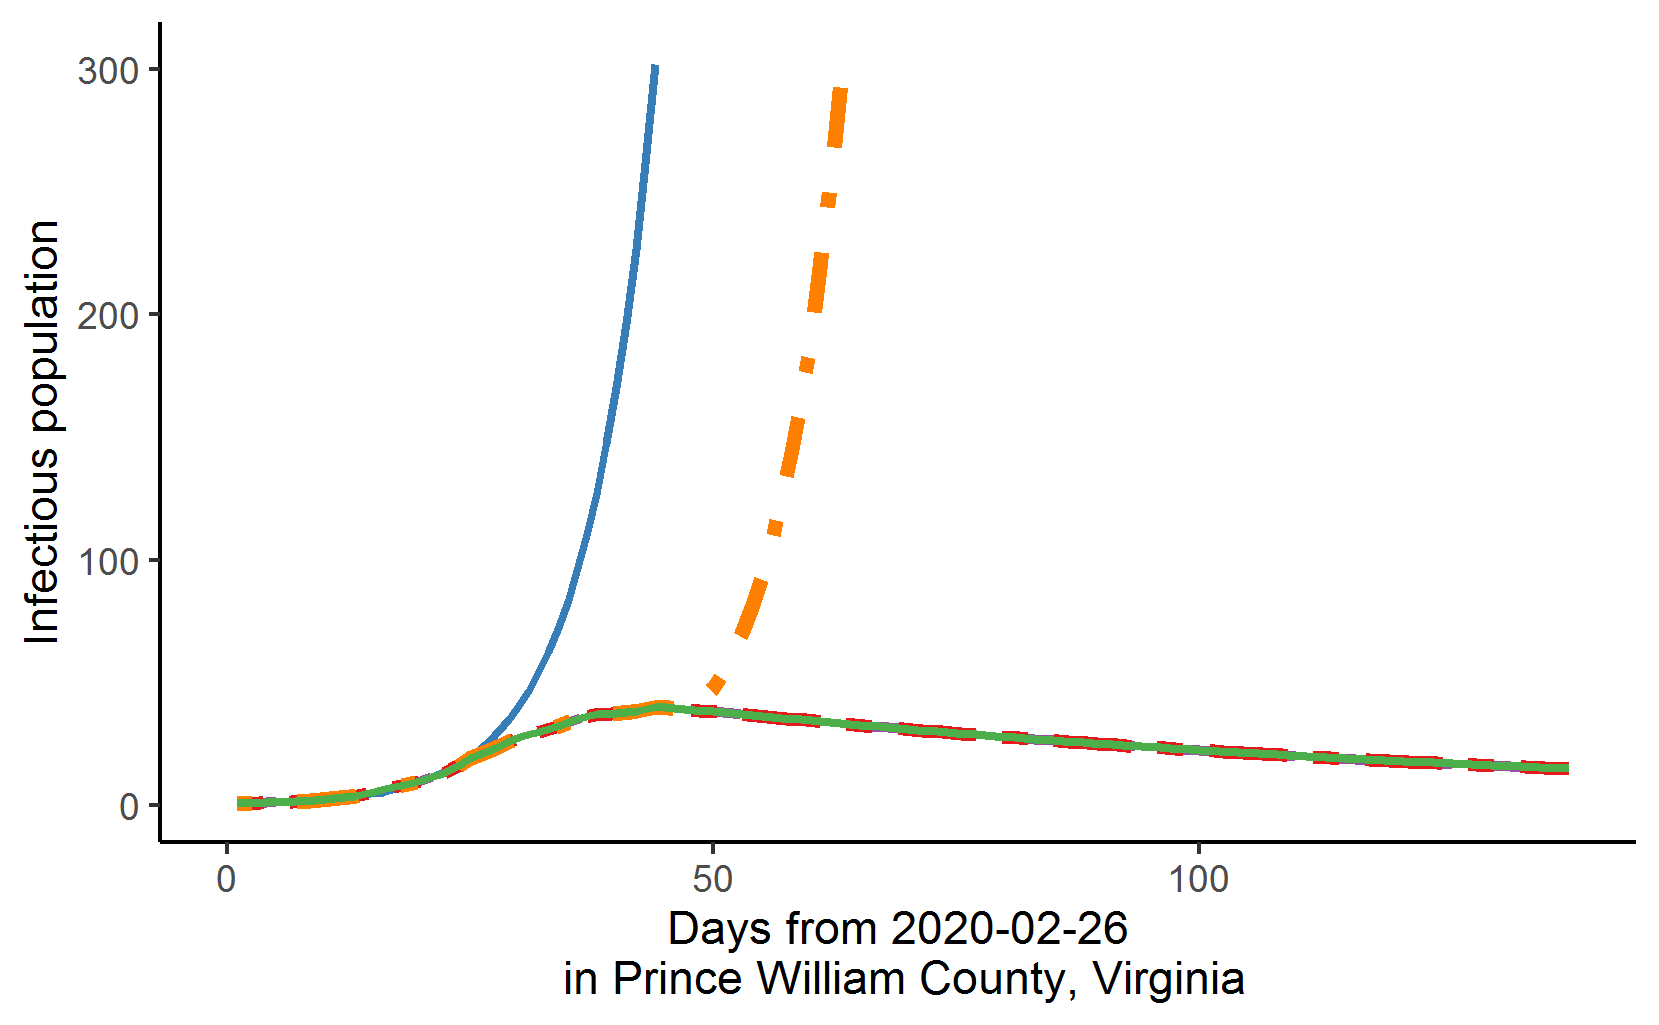 Infectious population
300
200
100
0
0 50 100
Days from 2020-02-26
in Prince William County, Virginia